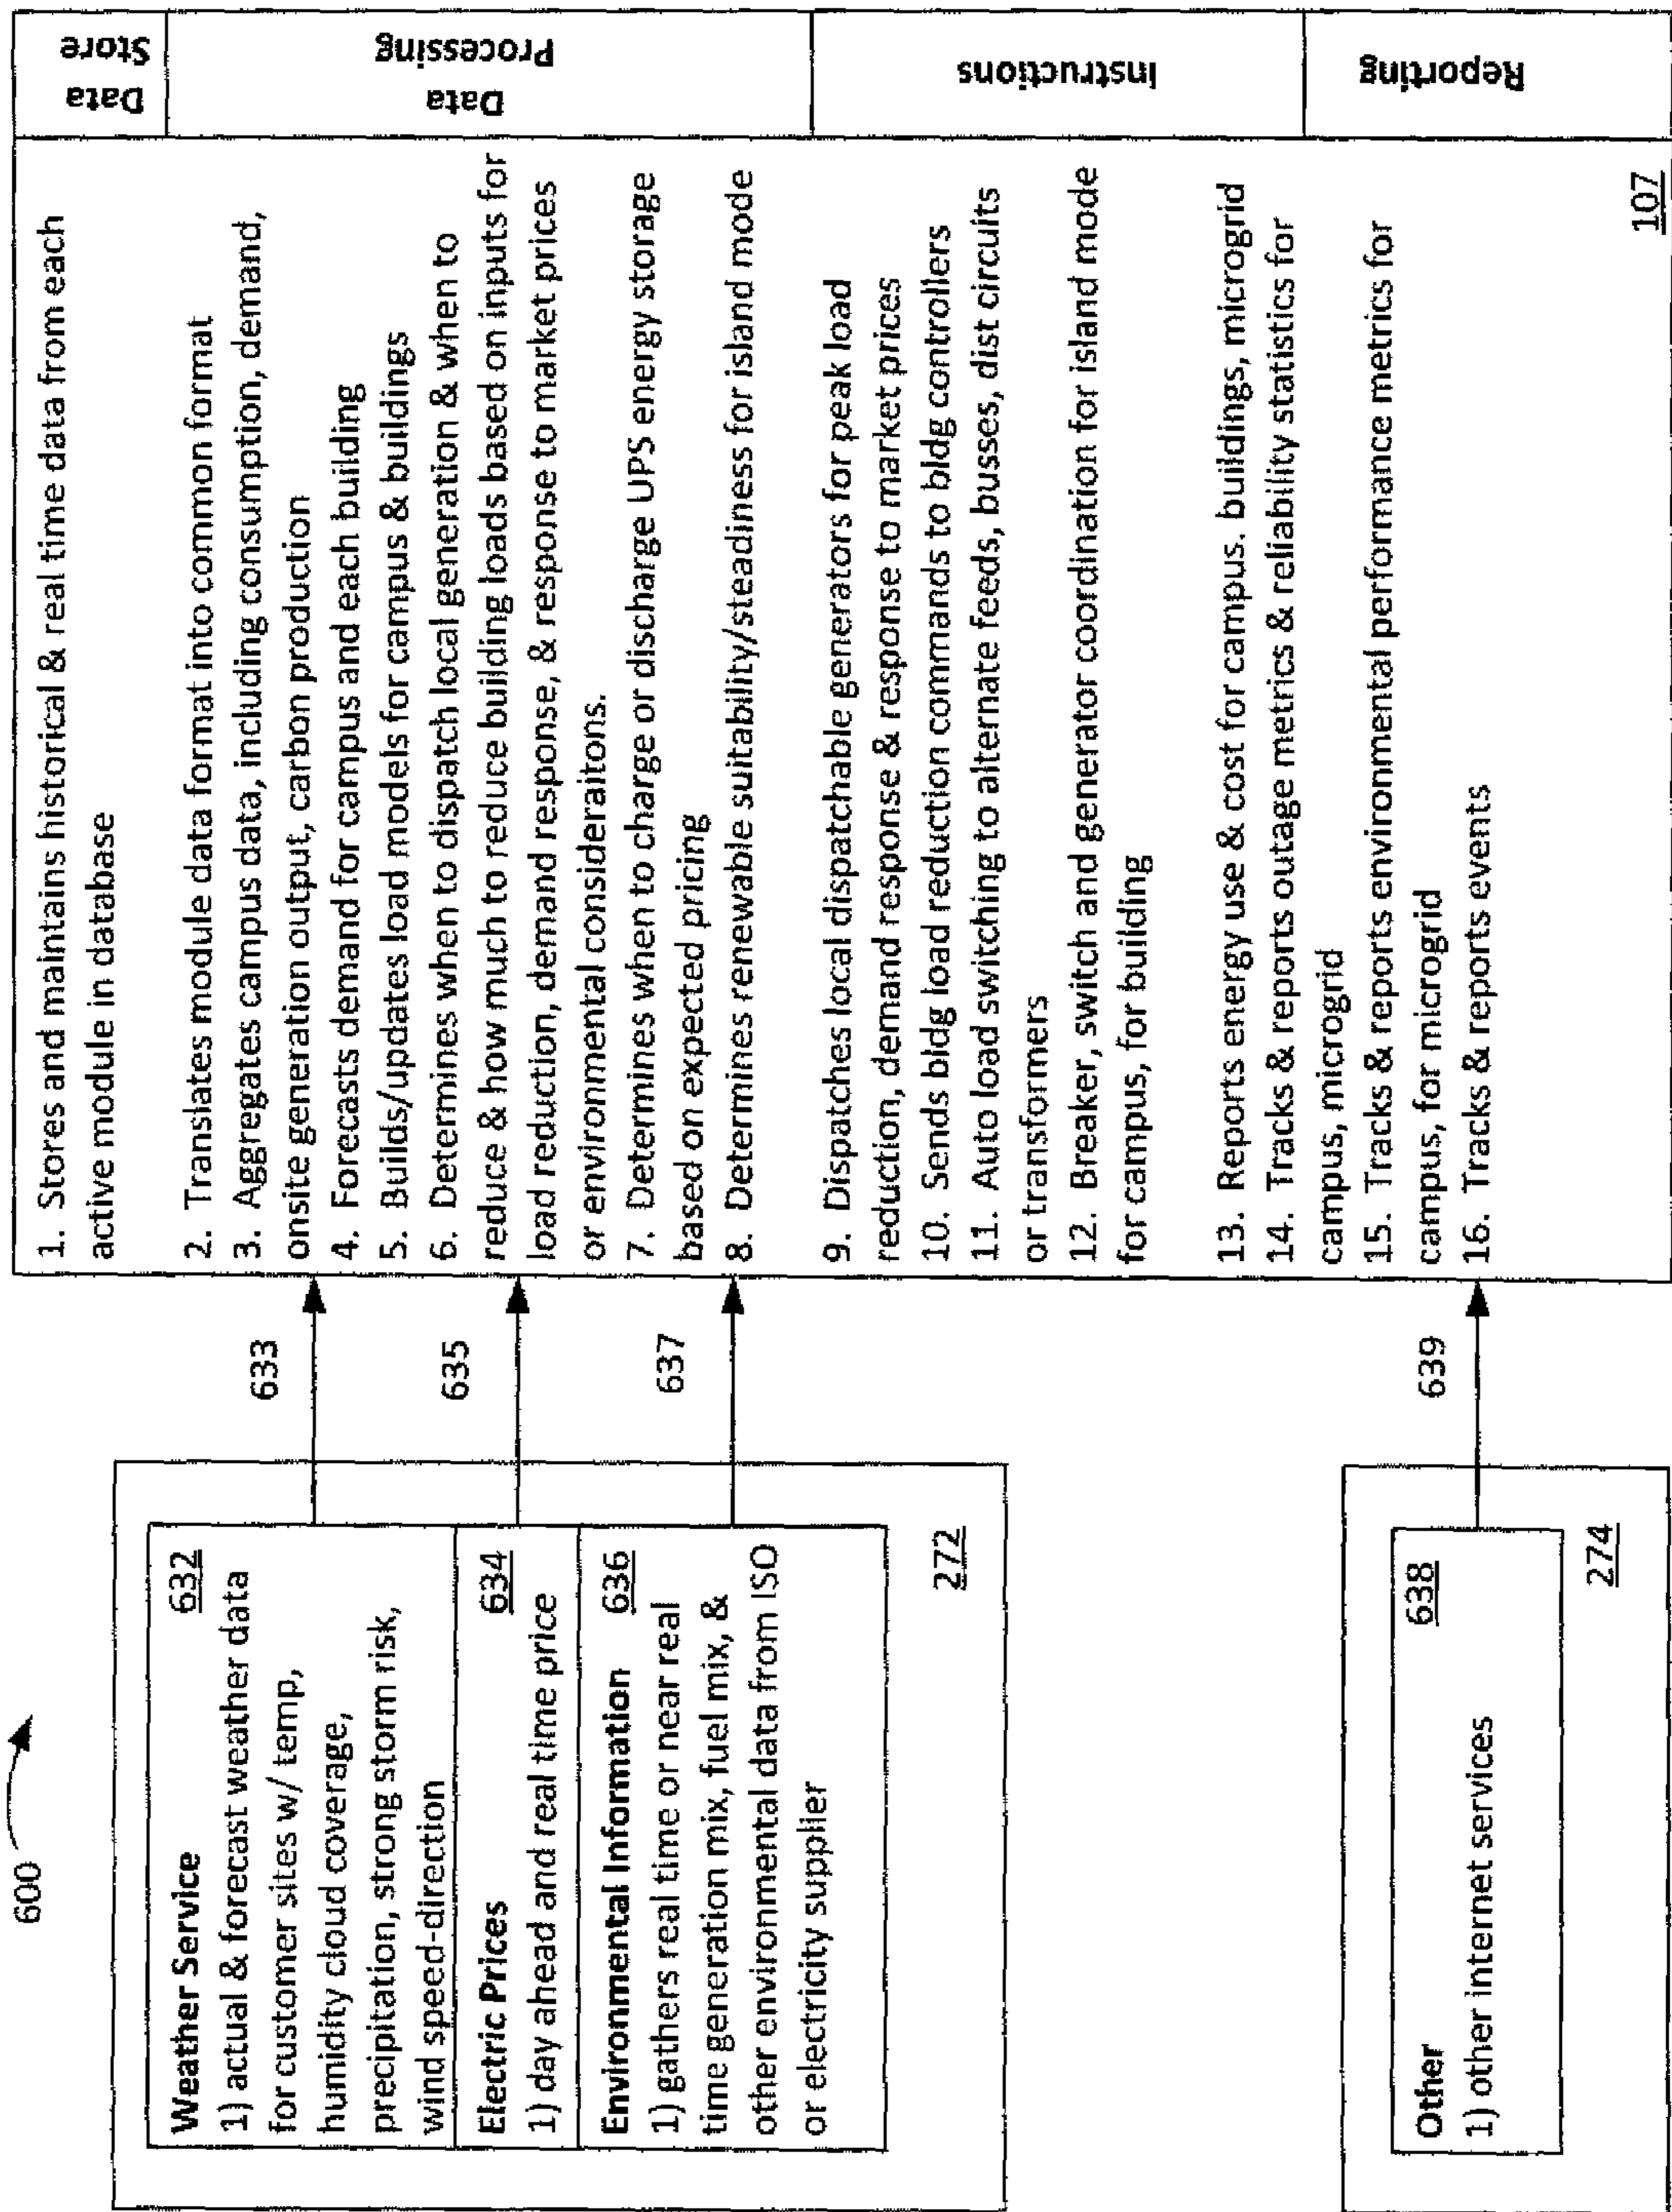 600
Weather Service 632
1) actual & forecast weather data
for customer sites w/ temp,
humidity cloud coverage,
precipitation, strong storm risk,
wind speed-direction
Electric Prices 634
1) day ahead and real time price
Environmental Information 636
1) gathers real time or near real
time generation mix, fuel mix, &
other environmental data from ISO
or electricity supplier
272
Other 638
1) other internet services
274
633
635
637
639
1. Stores and maintains historical & real time data from each
active module in database
2. Translates module data format into common format
3. Aggregates campus data, including consumption, demand,
onsite generation output, carbon production
4. Forecasts demand for campus and each building
5. Builds/updates load models for campus & buildings
6. Determines when to dispatch local generation & when to
reduce & how much to reduce building loads based on inputs for
load reduction, demand response, & response to market prices
or environmental consideraitons.
7. Determines when to charge or discharge UPS energy storage
based on expected pricing
8. Determines renewable suitability/steadiness for island mode
9. Dispatches local dispatchable generators for peak load
reduction, demand response & response to market prices
10. Sends bldg load reduction commands to bldg controllers
11. Auto load switching to alternate feeds, busses, dist circuits
or transformers
12. Breaker, switch and generator coordination for island mode
for campus, for building
13. Reports energy use & cost for campus. buildings, microgrid
14. Tracks & reports outage metrics & reliability statistics for
campus, microgrid
15. Tracks & reports environmental performance metrics for
campus, for microgrid
16. Tracks & reports events
107
Data
Store
Data
Processing
Instructions
Reporting